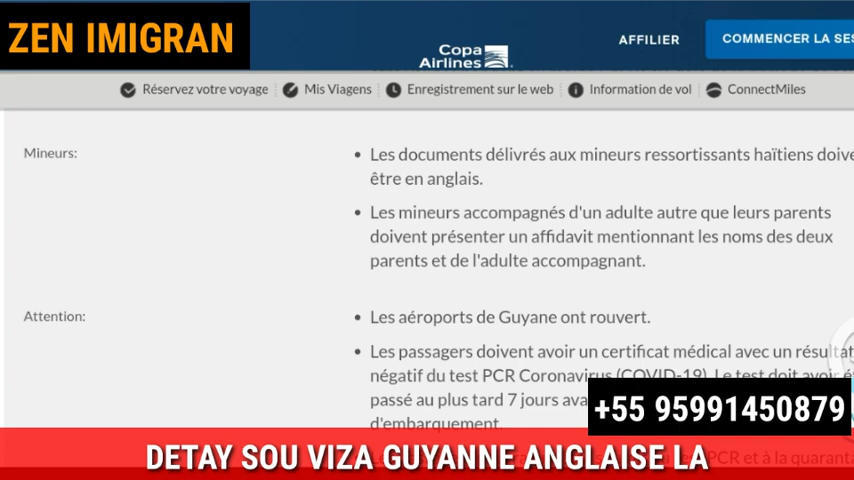 ZEN IMIGRAN
Copa Airlines
AFFILIER
COMMENCER LA
Réservez votre voyage
Mis Viagens
Enregistrement sur le web
Information de vol
ConnectMiles
Mineurs:
• Les documents délivrés aux mineurs ressortissants haïtiens
être en anglais.
• Les mineurs accompagnés d'un adulte autre que leurs parents
doivent présenter un affidavit mentionnant les noms des deux
parents et de l'adulte accompagnant.
Attention:
• Les aéroports de Guyane ont rouvert.
• Les passagers doivent avoir un certificat médical avec un résultat
négatif du test PCR Coronavirus (COVID-19). Le test doit avoir
passé au plus tard 7 jours
d'embarquement.
+55 95991450879
PCR et à la
DETAY SOU VIZA GUYANNE ANGLAISE LA